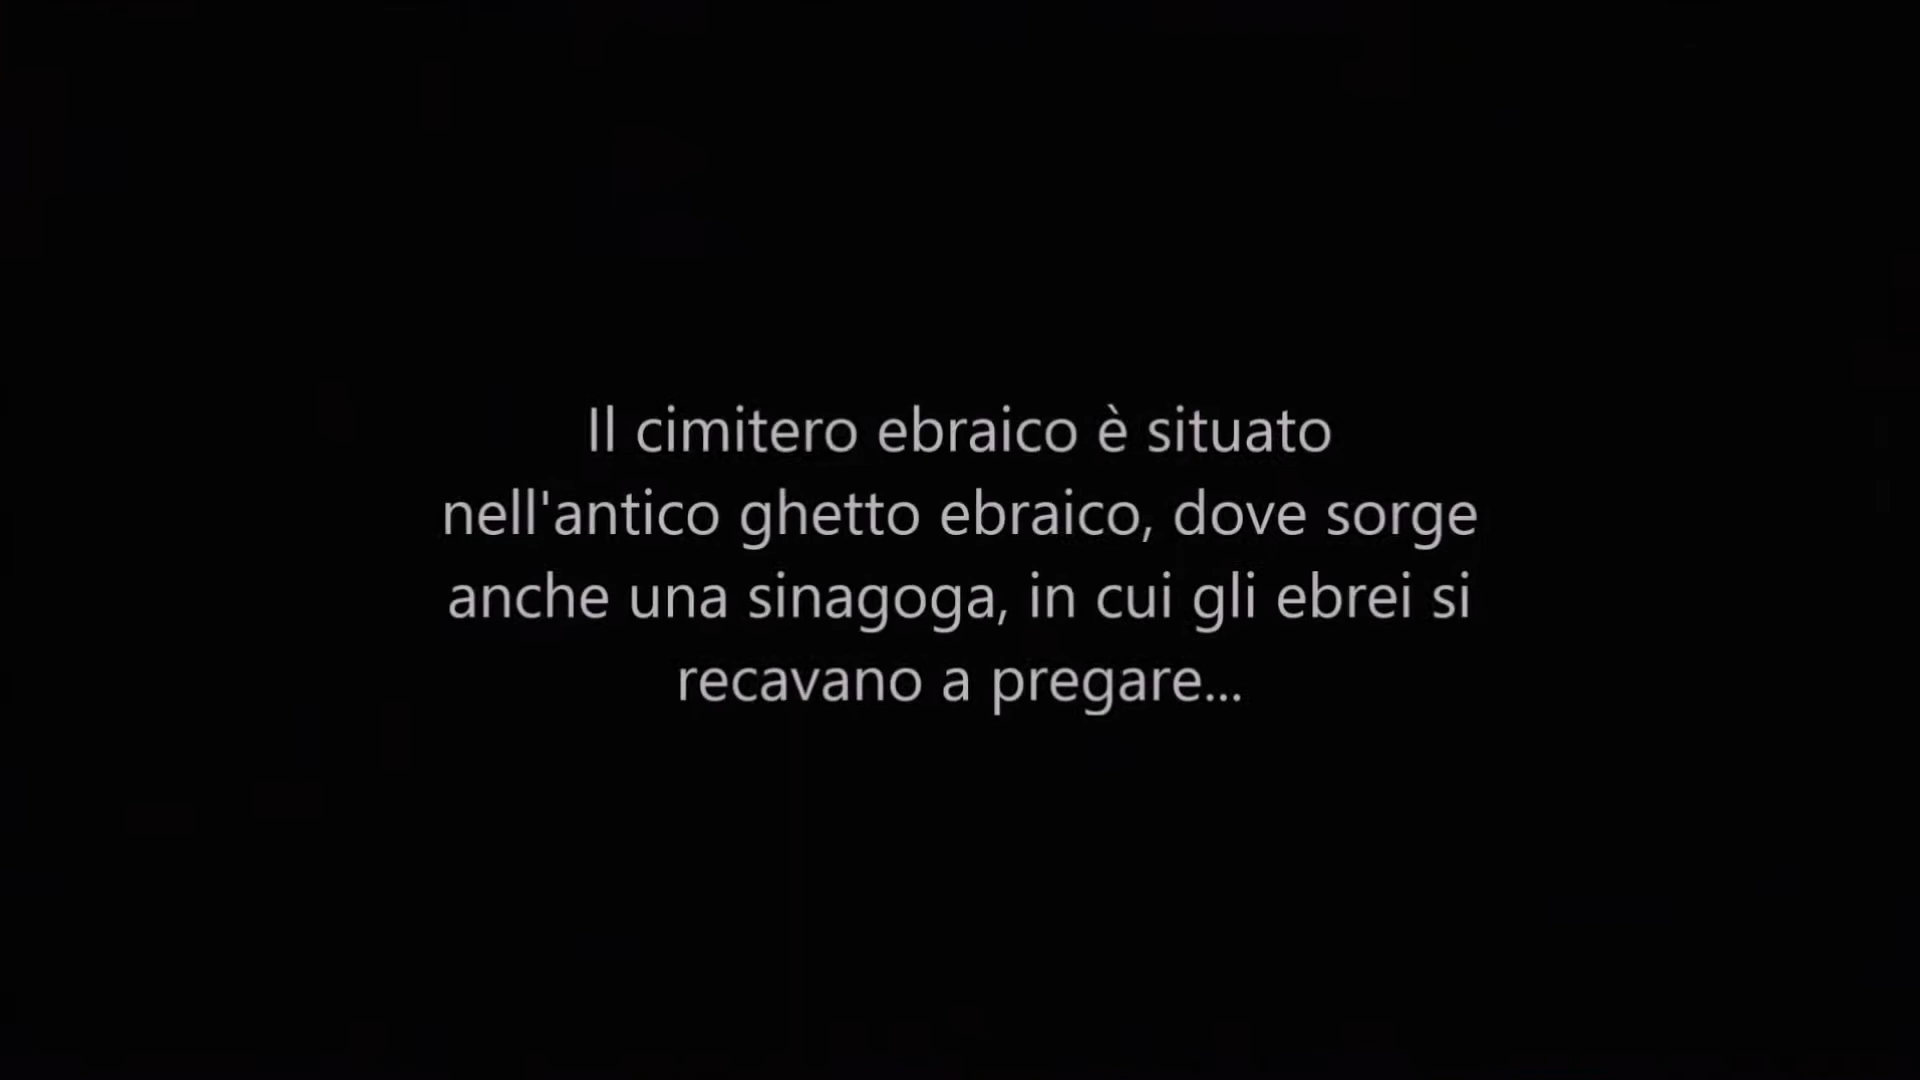 Il cimitero ebraico è situato
nell'antico ghetto ebraico, dove sorge
anche una sinagoga, in cui gli ebrei si
recavano a pregare...